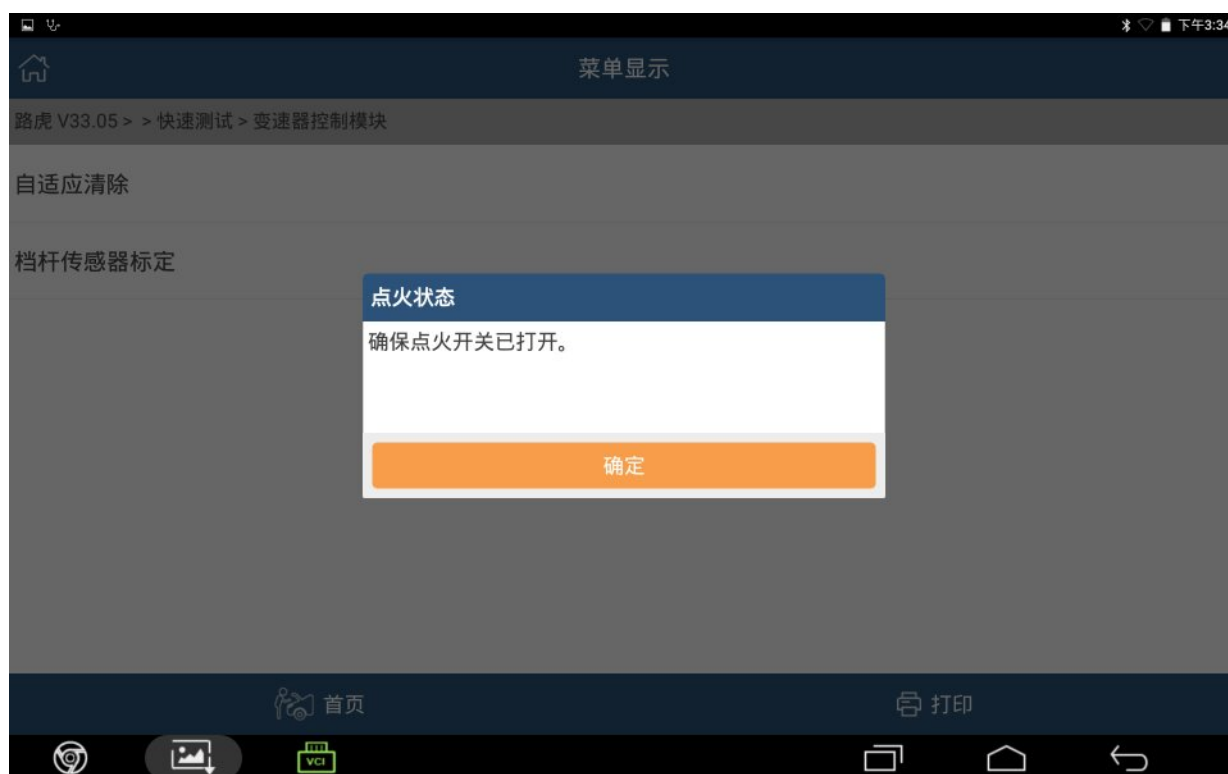 下午3:34
菜单显示
路虎 V33.05 > > 快速测试 > 变速器控制模块
自适应清除
档杆传感器标定
点火状态
确保点火开关已打开。
确定
首页
打印
VCI